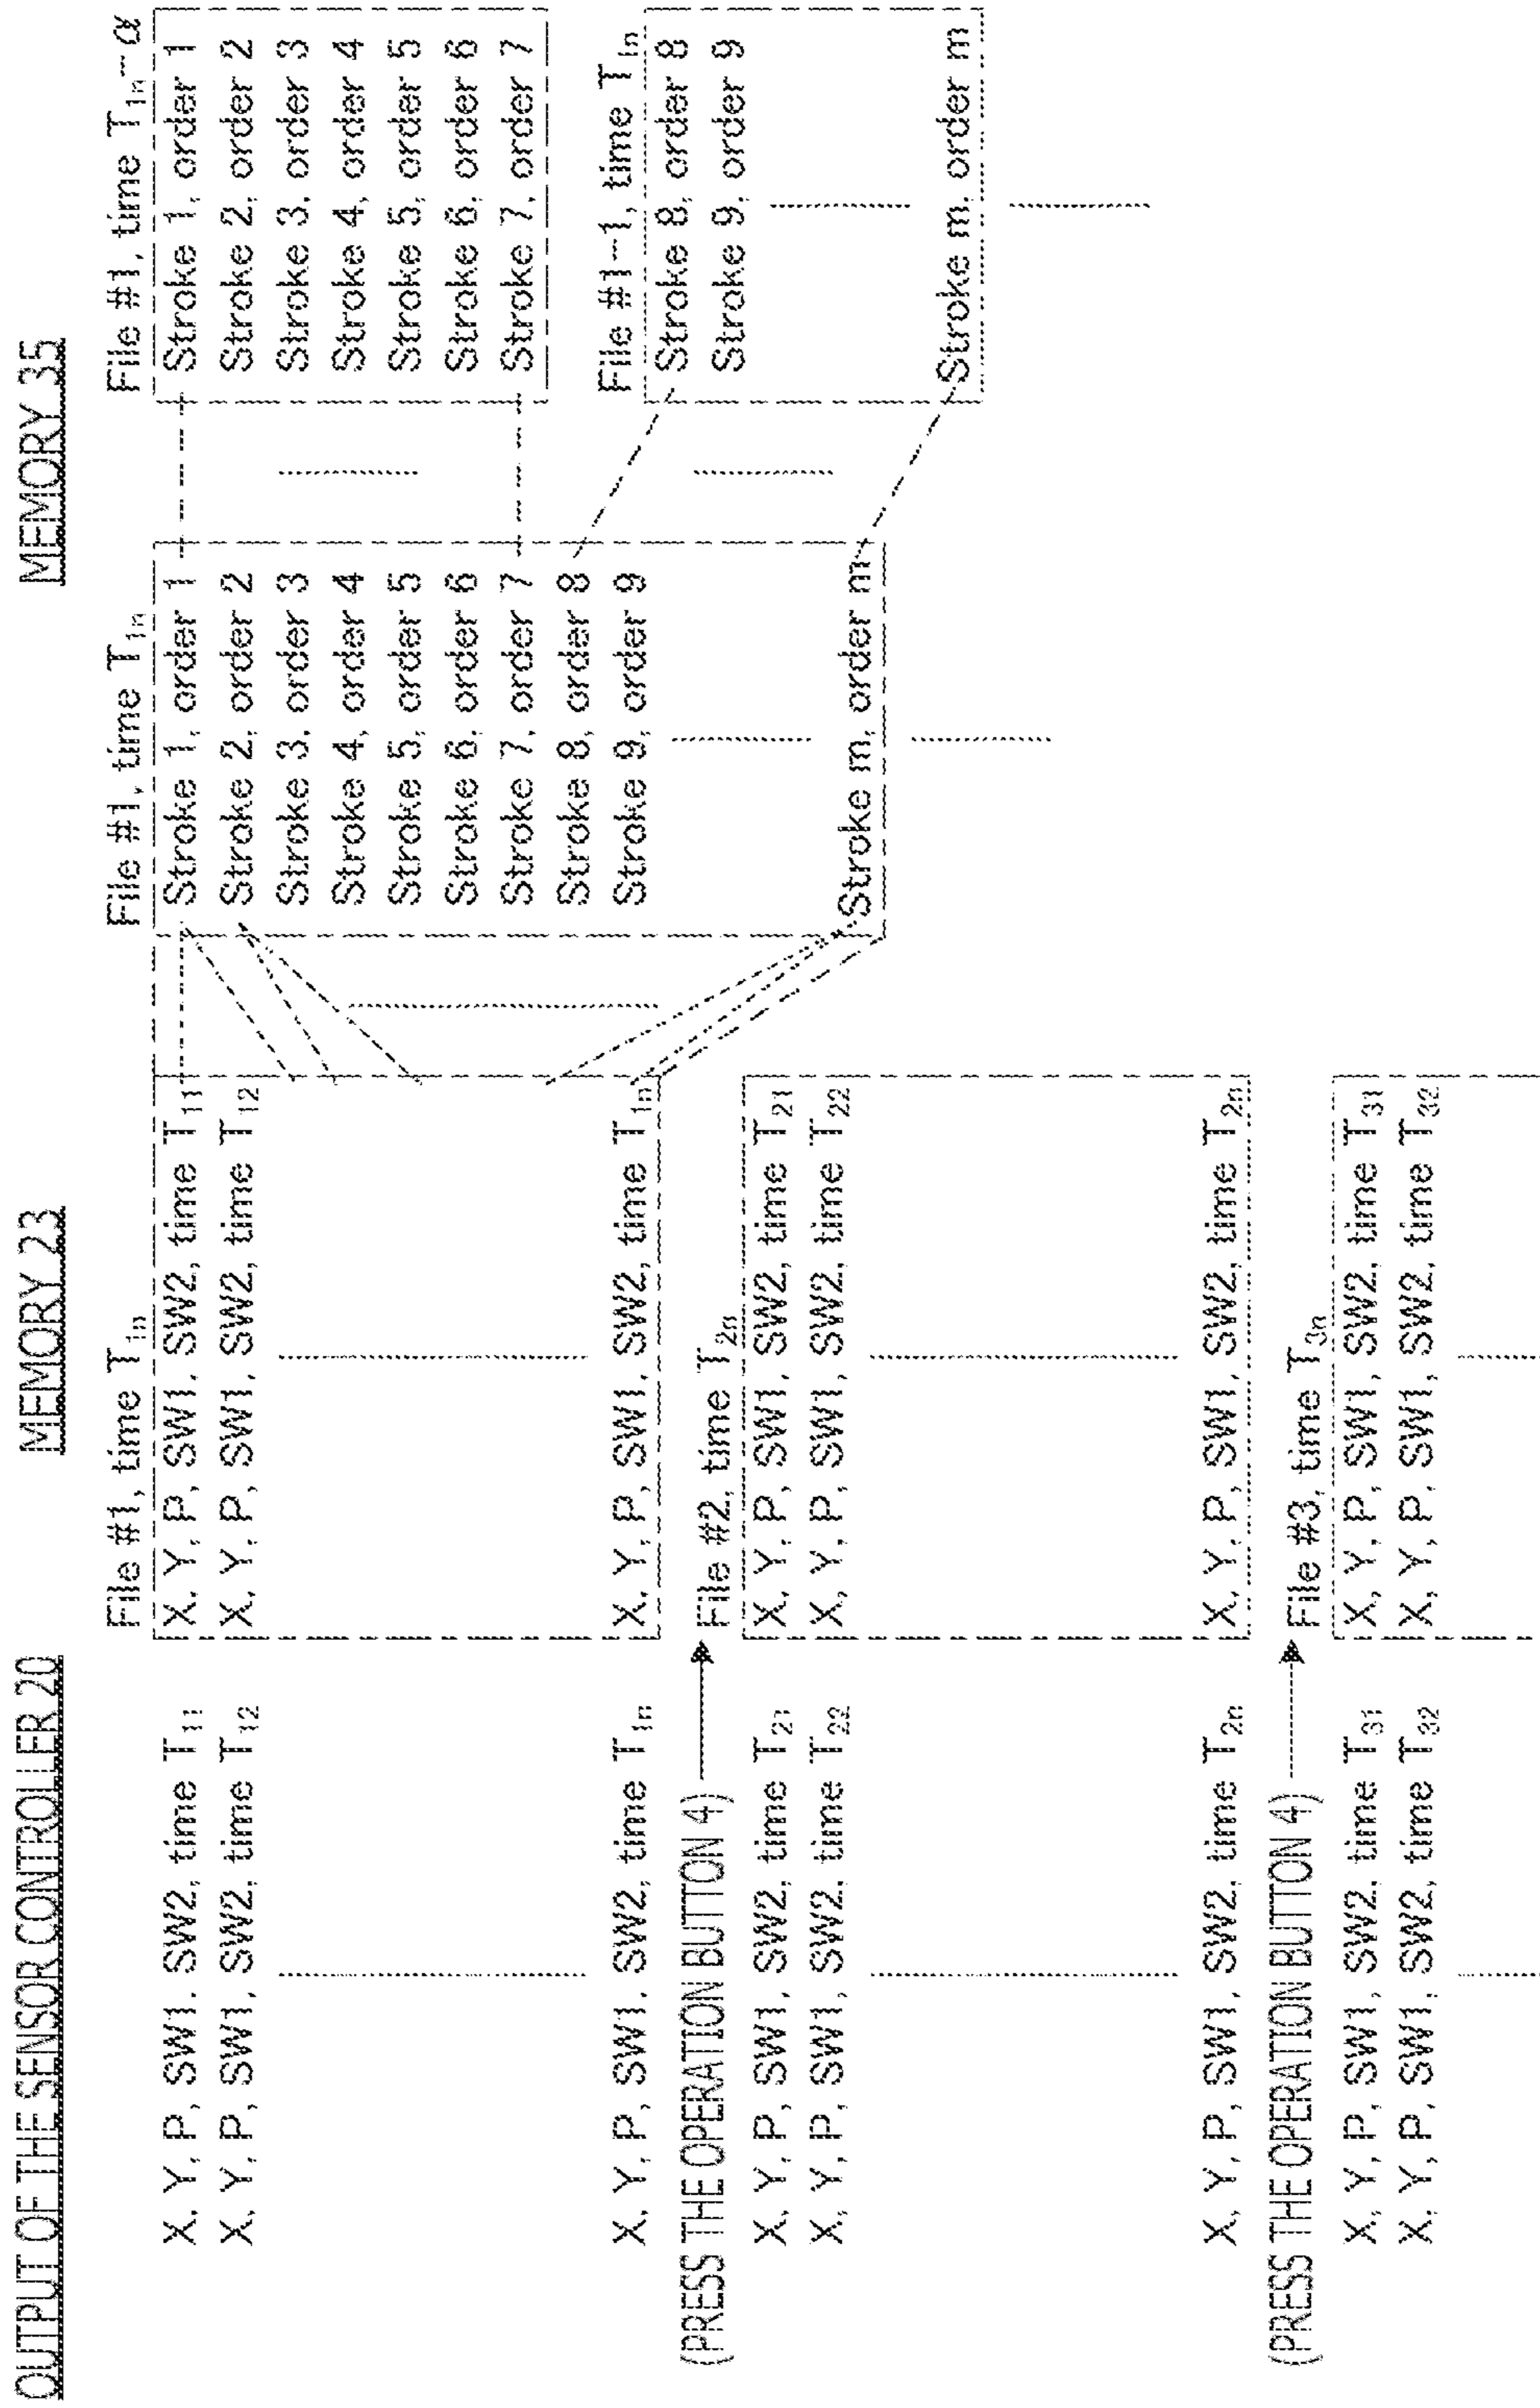 OUTPUT OF THE SENSOR CONTROLLER 20
X, Y, P, SW1, SW2, time T11
X, Y, P, SW1, SW2, time T12
X, Y, P, SW1, SW2, time T1n
(PRESS THE OPERATION BUTTON 4)
X, Y, P, SW1, SW2, time T21
X, Y, P, SW1, SW2, time T22
X, Y, P, SW1, SW2, time T2n
(PRESS THE OPERATION BUTTON 4)
X, Y, P, SW1, SW2, time T31
X, Y, P, SW1, SW2, time T32
MEMORY 23
File #1, time T1n
X, Y, P, SW1, SW2, time T11
X, Y, P, SW1, SW2, time T12
X, Y, P, SW1, SW2, time T1n
File #2, time T2n
X, Y, P, SW1, SW2, time T21
X, Y, P, SW1, SW2, time T22
X, Y, P, SW1, SW2, time T2n
File #3, time T3n
X, Y, P, SW1, SW2, time T31
X, Y, P, SW1, SW2, time T32
MEMORY 35
File #1, time T1n
Stroke 1, order 1
Stroke 2, order 2
Stroke 3, order 3
Stroke 4, order 4
Stroke 5, order 5
Stroke 6, order 6
Stroke 7, order 7
Stroke 8, order 8
Stroke 9, order 9
Stroke m, order m
File #1, time T1n-α
Stroke 1, order 1
Stroke 2, order 2
Stroke 3, order 3
Stroke 4, order 4
Stroke 5, order 5
Stroke 6, order 6
Stroke 7, order 7
File #1-1, time T1n
Stroke 8, order 8
Stroke 9, order 9
Stroke m, order m